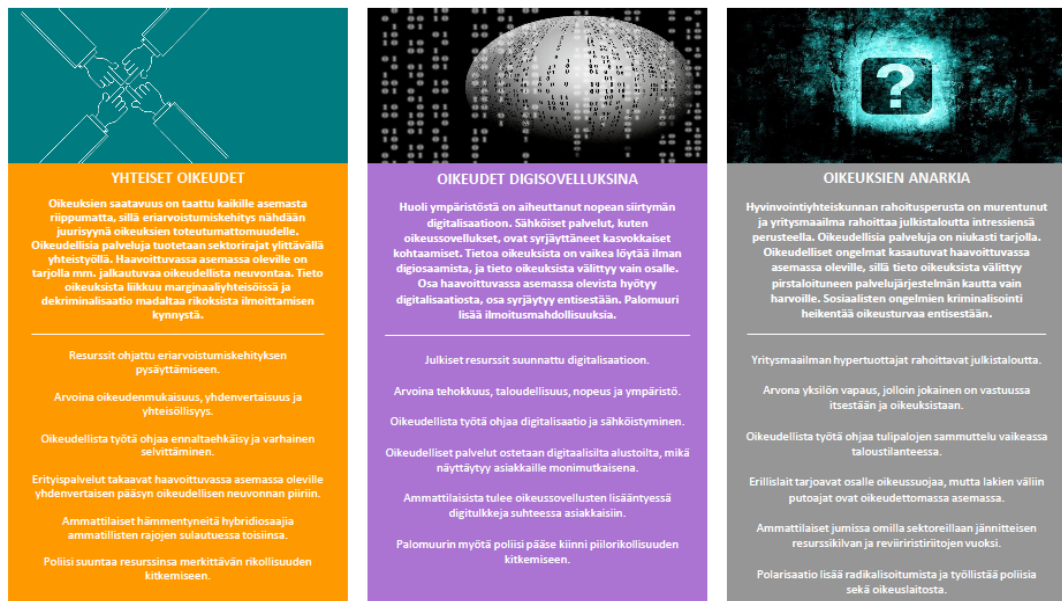 YHTEISET OIKEUDET
Oikeuksien saatavuus on taattu kaikille asemasta
riippumatta, sillä eriarvoistumiskehitys nähdään
juurisyynä oikeuksien toteutumattomuudelle.
Oikeudellisia palveluja tuotetaan sektorirajat ylittävällä
yhteistyöllä. Haavoittuvassa asemassa oleville on
tarjolla mm. jalkautuvaa oikeudellista neuvontaa. Tieto
oikeuksista liikkuu marginaaliyhteisöissä ja
dekriminalisaatio madaltaa rikoksista ilmoittamisen
kynnystä.
Resurssit ohjattu eriarvoistumiskehityksen
pysäyttämiseen.
Arvoina oikeudenmukaisuus, yhdenvertaisuus ja
yhteisöllisyys.
Oikeudellista työtä ohjaa ennaltaehkäisy ja varhainen
selvittäminen.
Erityispalvelut takaavat haavoittuvassa asemassa oleville
yhdenvertaisen pääsyn oikeudellisen neuvonnan piiriin.
Ammattilaiset hämmentyneitä hybridiosaajia
ammatillisten rajojen sulautuessa toisiinsa.
Poliisi suuntaa resurssinsa merkittävän rikollisuuden
kitkemiseen.
OIKEUDET DIGISOVELLUKSINA
Huoli ympäristöstä on aiheuttanut nopean siirtymän
digitalisaatioon. Sähköiset palvelut, kuten
oikeussovellukset, ovat syrjäyttäneet kasvokkaiset
kohtaamiset. Tietoa oikeuksista on vaikea löytää ilman
digiosaamista, ja tieto oikeuksista välittyy vain osalle.
Osa haavoittuvassa asemassa olevista hyötyy
digitalisaatiosta, osa syrjäytyy entisestään. Palomuuri
lisää ilmoitusmahdollisuuksia.
Julkiset resurssit suunnattu digitalisaatioon.
Arvoina tehokkuus, taloudellisuus, nopeus ja ympäristö.
Oikeudellista työtä ohjaa digitalisaatio ja sähköistyminen.
Oikeudelliset palvelut ostetaan digitaalisilta alustoilta, mikä
näyttäytyy asiakkaille monimutkaisena.
Ammattilaisista tulee oikeussovellusten lisääntyessä
digitulkkeja suhteessa asiakkaisiin.
Palomuurin myötä poliisi pääse kiinni piilorikollisuuden
kitkemiseen.
?
OIKEUKSIEN ANARKIA
Hyvinvointiyhteiskunnan rahoitusperusta on murentunut
ja yritysmaailma rahoittaa julkistaloutta intressiensä
perusteella. Oikeudellisia palveluja on niukasti tarjolla.
Oikeudelliset ongelmat kasautuvat haavoittuvassa
asemassa oleville, sillä tieto oikeuksista välittyy
pirstaloituneen palvelujärjestelmän kautta vain
harvoille. Sosiaalisten ongelmien kriminalisointi
heikentää oikeusturvaa entisestään.
Yritysmaailman hypertuottajat rahoittavat julkistaloutta.
Arvona yksilön vapaus, jolloin jokainen on vastuussa
itsestään ja oikeuksistaan.
Oikeudellista työtä ohjaa tulipalojen sammuttelu vaikeassa
taloustilanteessa.
Erillislait tarjoavat osalle oikeussuojaa, mutta lakien väliin
putoajat ovat oikeudettomassa asemassa.
Ammattilaiset jumissa omilla sektoreillaan jännitteisen
resurssikilvan ja reviiriristiriitojen vuoksi.
Polarisaatio lisää radikalisoitumista ja työllistää poliisia
sekä oikeuslaitosta.